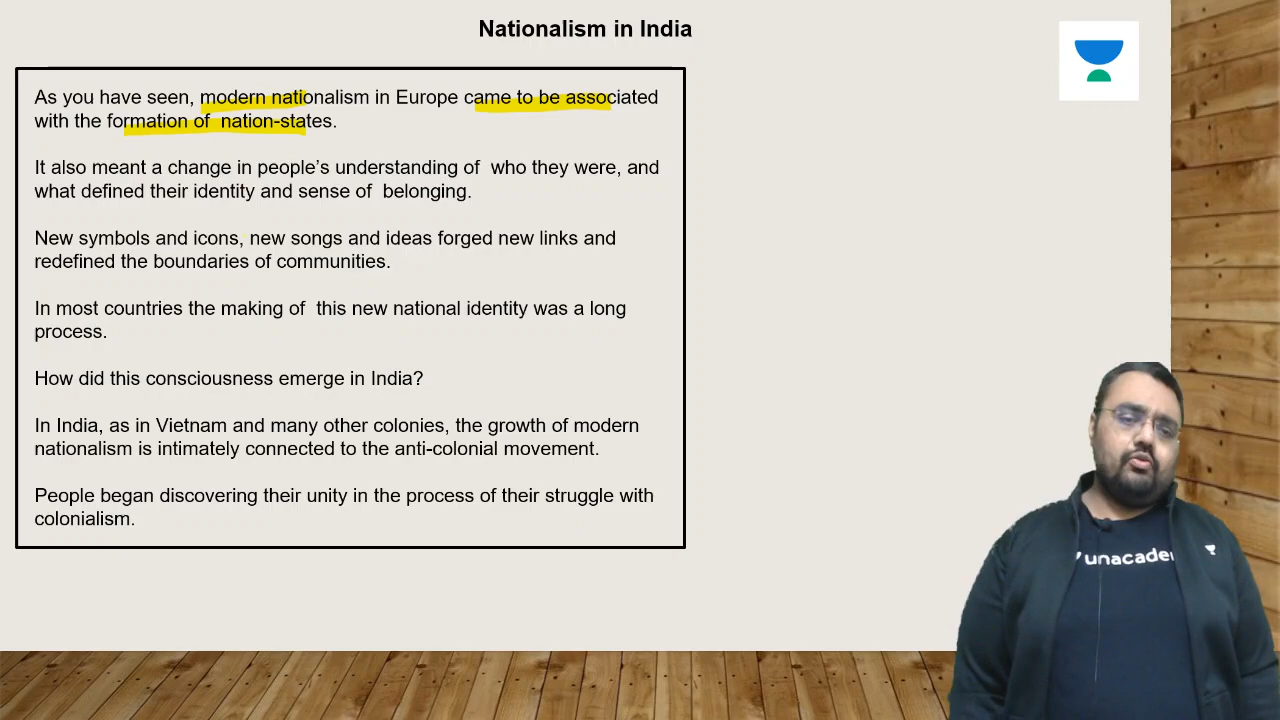 Nationalism in India
As you have seen, modern nationalism in Europe came to be associated
with the formation of  nation-states.
It also meant a change in people’s understanding of  who they were, and
what defined their identity and sense of  belonging.
New symbols and icons, new songs and ideas forged new links and
redefined the boundaries of communities.
In most countries the making of  this new national identity was a long
process.
How did this consciousness emerge in India?
In India, as in Vietnam and many other colonies, the growth of modern
nationalism is intimately connected to the anti-colonial movement.
People began discovering their unity in the process of their struggle with
colonialism.
unacade